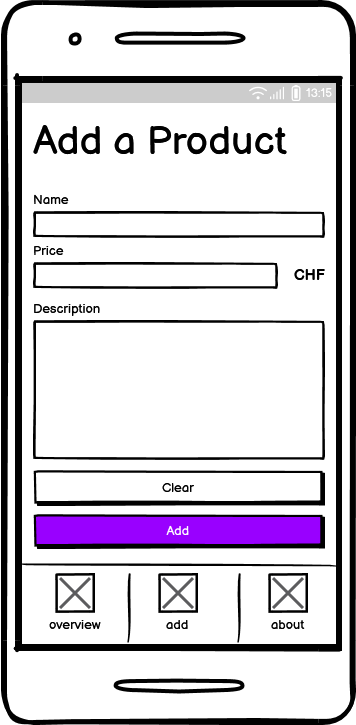 13:15
Add a Product
Name
Price
CHF
Description
Clear
Add
overview add about